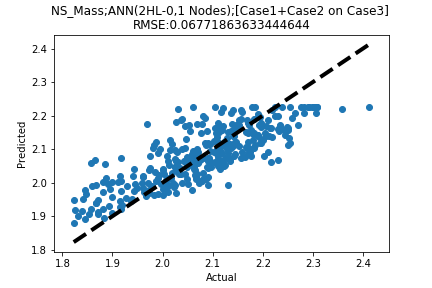 NS_Mass;ANN(2HL-0,1 Nodes);[Case1+Case2 on Case3]
RMSE:0.06771863633444644
2.4
2.3
2.2
2.1
2.0
1.9
1.8
Predicted
1.8 1.9 2.0 2.1 2.2 2.3 2.4
Actual